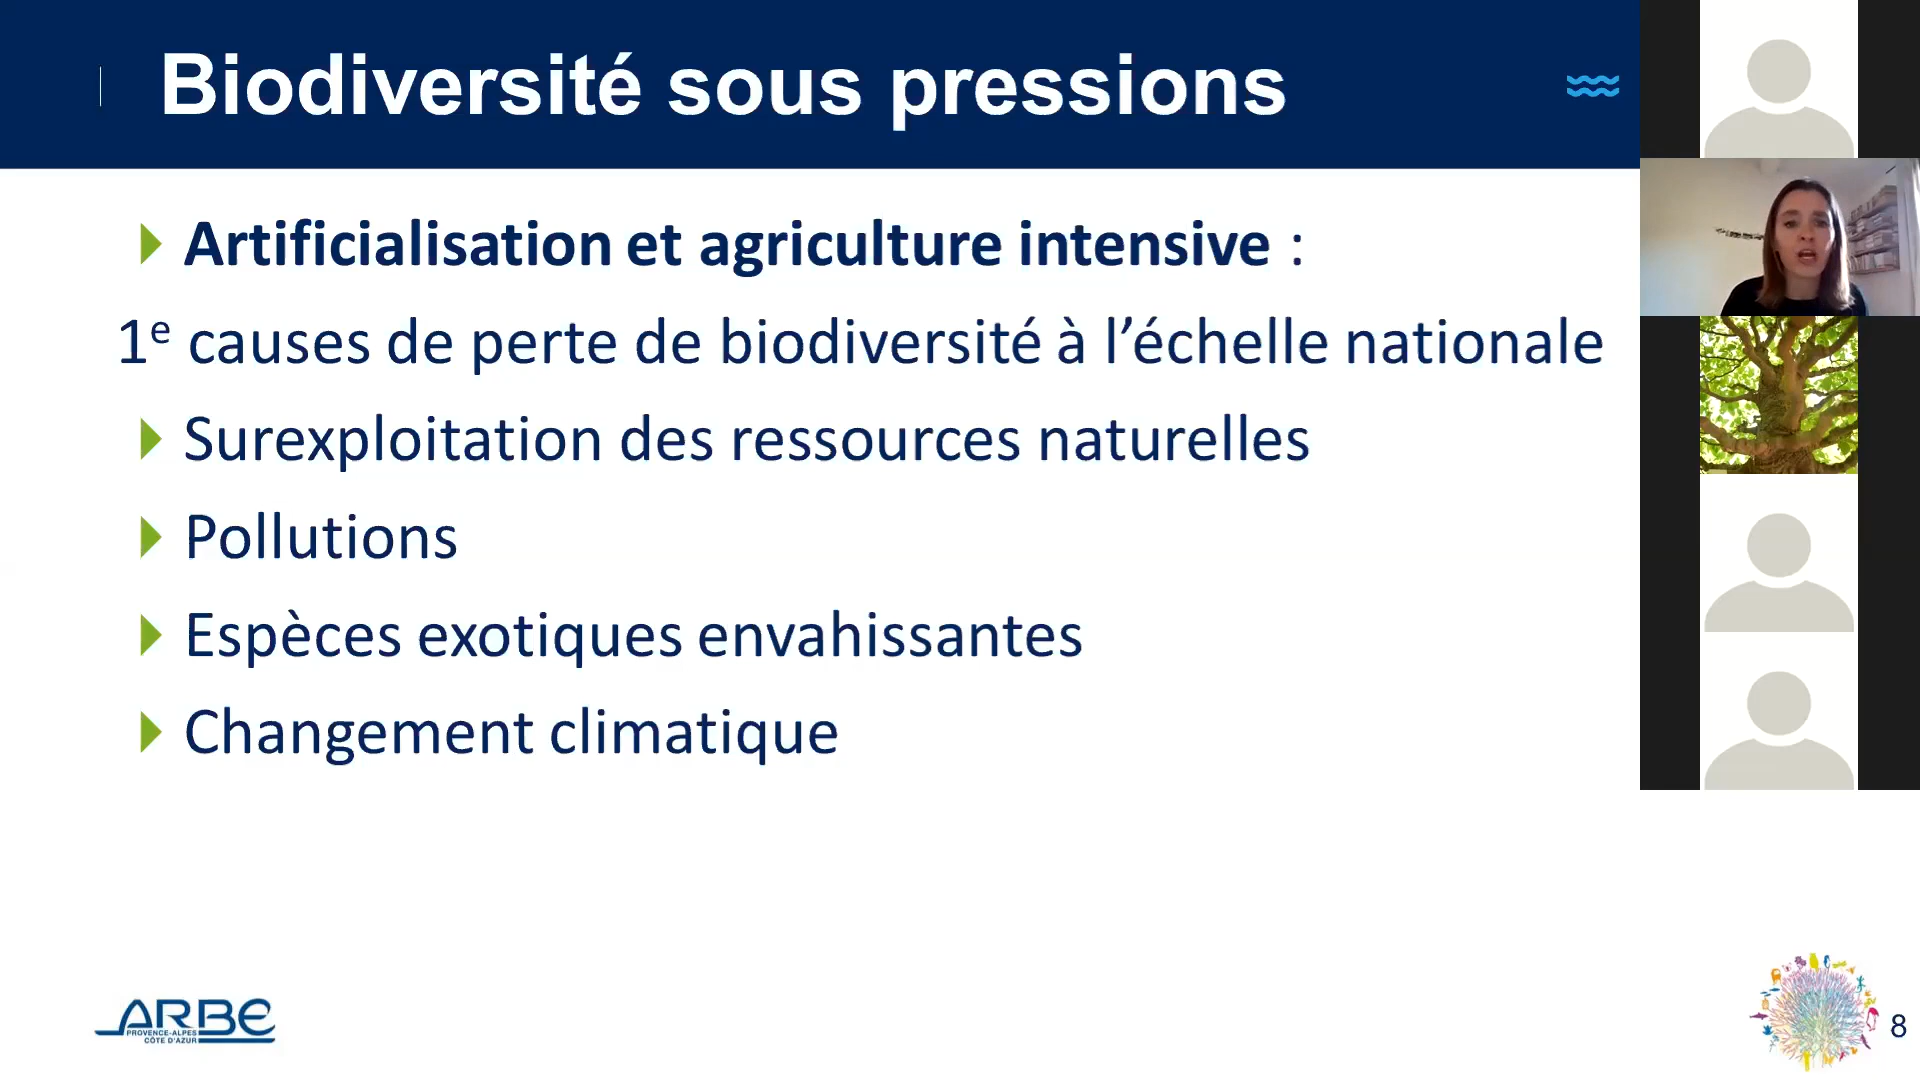 Biodiversité sous pressions
Artificialisation et agriculture intensive :
1e causes de perte de biodiversité à l’échelle nationale
Surexploitation des ressources naturelles
Pollutions
Espèces exotiques envahissantes
Changement climatique
ARBE
PROVENCE-ALPES
CÔTE D'AZUR
8